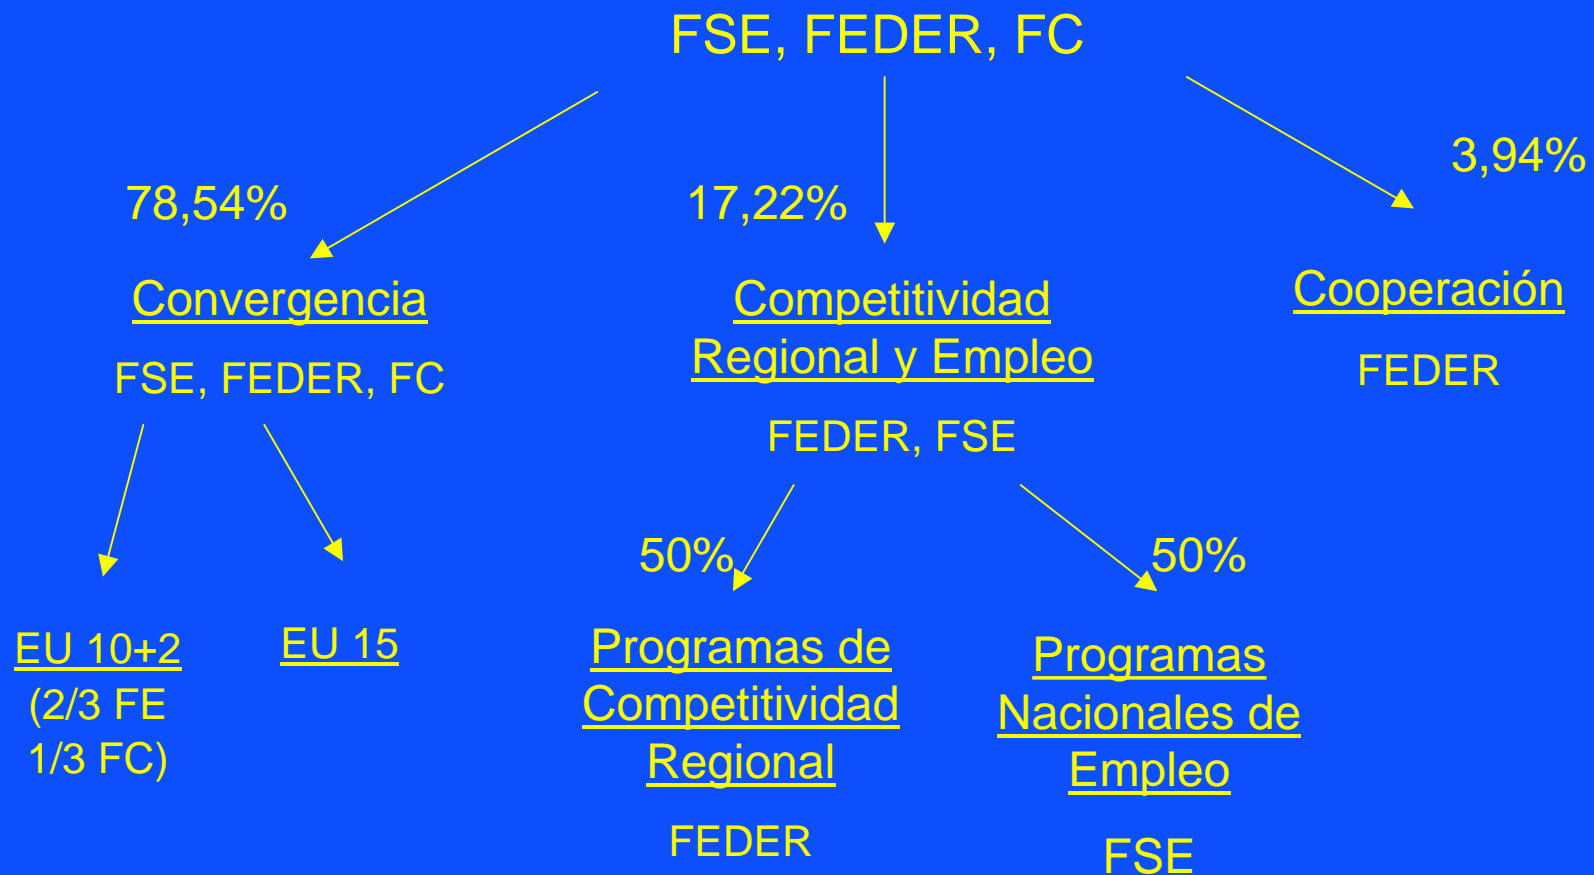 FSE, FEDER, FC
78,54%
17,22%
3,94%
Convergencia
FSE, FEDER, FC
Competitividad
Regional y Empleo
FEDER, FSE
Cooperación
FEDER
50%
50%
EU 10+2
(2/3 FE
1/3 FC)
EU 15
Programas de
Competitividad
Regional
FEDER
Programas
Nacionales de
Empleo
FSE